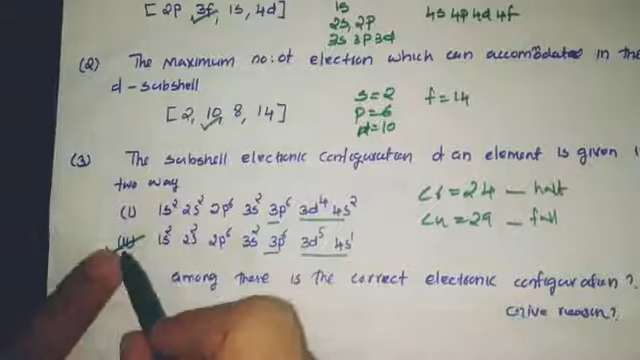 [2p, 3f, 1s, 4d]
1s
2s, 2p
3s 3p 3d
4s 4p 4d 4f
(2) The maximum no: of election which can accomodates in the
d-subshell
[2, 10, 8, 14]
s=2
p=6
d=10
f=14
(3) The subshell electronic configuration of an element is given i
two way
(i) 1s² 2s² 2p⁶ 3s² 3p⁶ 3d⁴ 4s²
(ii) 1s² 2s² 2p⁶ 3s² 3p⁶ 3d⁵ 4s¹
Cr = 24 — half
Cu = 29 — full
among these is the correct electronic configuration?
Give reason?